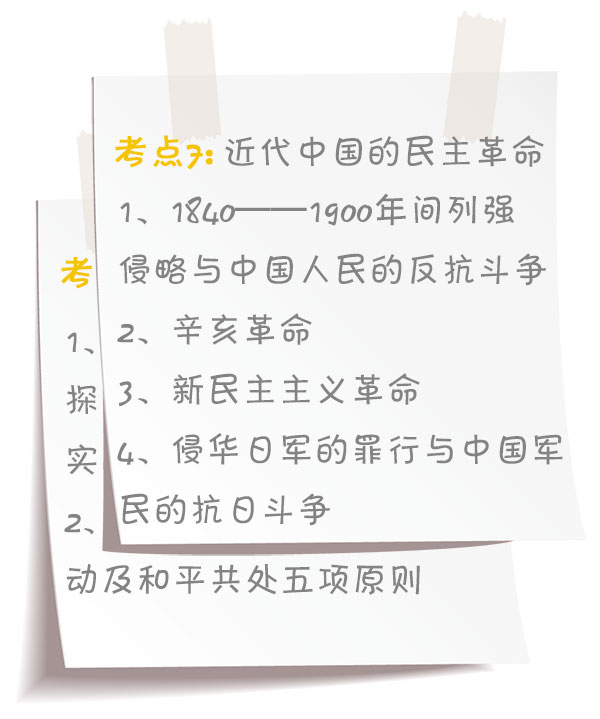 考点7: 近代中国的民主革命
1、1840——1900年间列强
侵略与中国人民的反抗斗争
2、辛亥革命
3、新民主主义革命
4、侵华日军的罪行与中国军
民的抗日斗争
考
1、
探
实
2、
动及和平共处五项原则